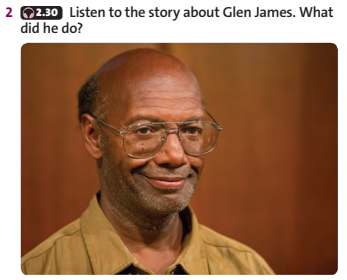 2 2.30 Listen to the story about Glen James. What
did he do?